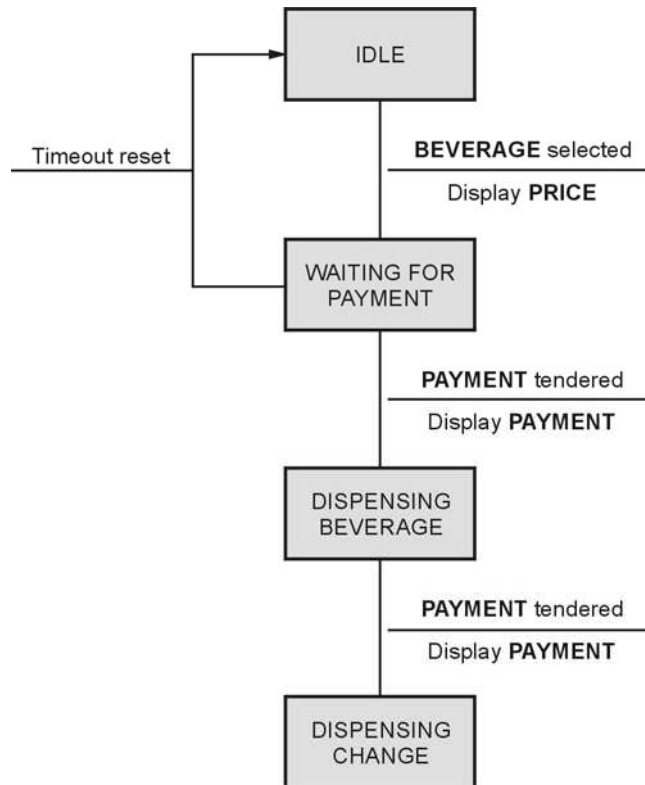 IDLE
Timeout reset
BEVERAGE selected
Display PRICE
WAITING FOR
PAYMENT
PAYMENT tendered
Display PAYMENT
DISPENSING
BEVERAGE
PAYMENT tendered
Display PAYMENT
DISPENSING
CHANGE